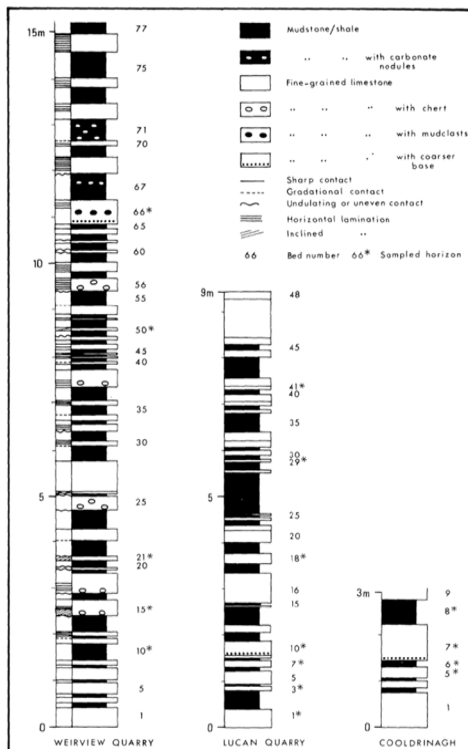 15m
10
5
0
77
75
71
70
67
66*
65
60
56
55
50*
45
40
35
30
25
21*
20
15*
10*
5
1
WEIRVIEW QUARRY
Mudstone/shale
,, ,, with carbonate
nodules
Fine-grained limestone
,, ,, ,, with chert
,, ,, ,, with mudclasts
,, ,, ,, with coarser
base
Sharp contact
Gradational contact
Undulating or uneven contact
Horizontal lamination
Inclined ,,
66 Bed number 66* Sampled horizon
9m
5
0
48
45
41*
40
35
30
29*
25
20
18*
16
15
10*
7*
5
3*
1*
LUCAN QUARRY
3m
0
9
8*
7*
6*
5*
1
COOLDRINAGH